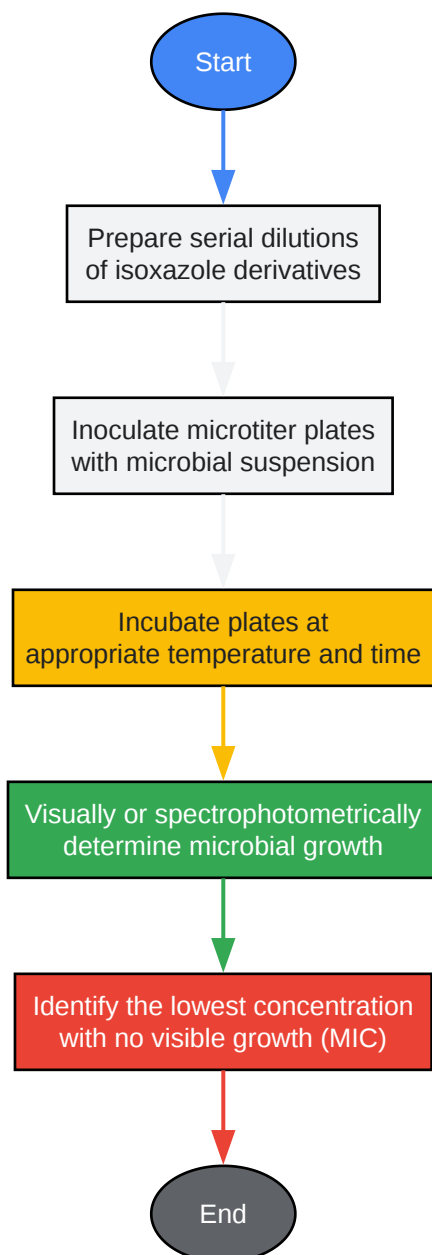 Start
Prepare serial dilutions
of isoxazole derivatives
Inoculate microtiter plates
with microbial suspension
Incubate plates at
appropriate temperature and time
Visually or spectrophotometrically
determine microbial growth
Identify the lowest concentration
with no visible growth (MIC)
End